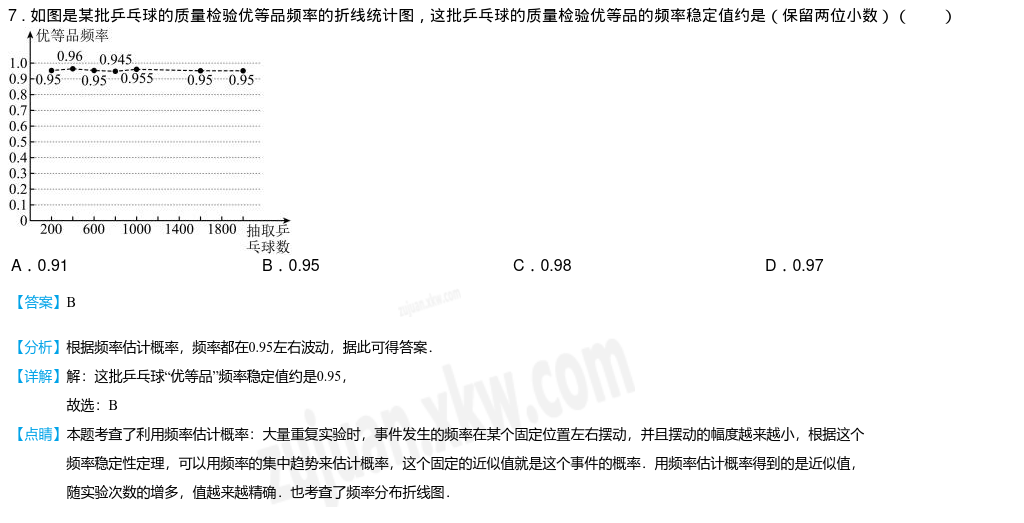 7．如图是某批乒乓球的质量检验优等品频率的折线统计图，这批乒乓球的质量检验优等品的频率稳定值约是（保留两位小数）（　　）
优等品频率
0.96 0.945
1.0
0.9 0.95 0.95 0.955 0.95 0.95
0.8
0.7
0.6
0.5
0.4
0.3
0.2
0.1
0
200 600 1000 1400 1800 抽取乒
乓球数
A．0.91 B．0.95 C．0.98 D．0.97
【答案】B
【分析】根据频率估计概率，频率都在0.95左右波动，据此可得答案．
【详解】解：这批乒乓球“优等品”频率稳定值约是0.95，
故选：B
【点睛】本题考查了利用频率估计概率：大量重复实验时，事件发生的频率在某个固定位置左右摆动，并且摆动的幅度越来越小，根据这个
频率稳定性定理，可以用频率的集中趋势来估计概率，这个固定的近似值就是这个事件的概率．用频率估计概率得到的是近似值，
随实验次数的增多，值越来越精确．也考查了频率分布折线图．
zujuan.xkw.com
zujuan.xkw.com